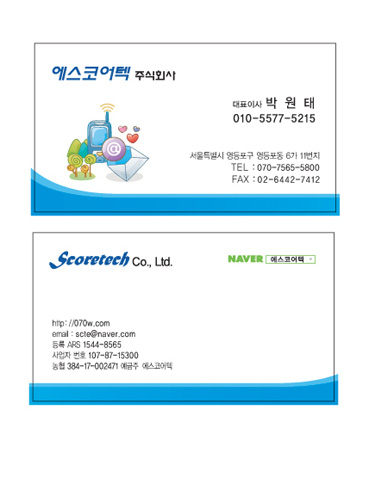 에스코어텍 주식회사
대표이사 박 원 태
010-5577-5215
서울특별시 영등포구 영등포동 6가 11번지
TEL : 070-7565-5800
FAX : 02-6442-7412
Scoretech Co., Ltd.
NAVER 에스코어텍
http: //070w.com
email : scte@naver.com
등록 ARS 1544-8565
사업자 번호 107-87-15300
농협 384-17-002471 예금주 에스코어텍